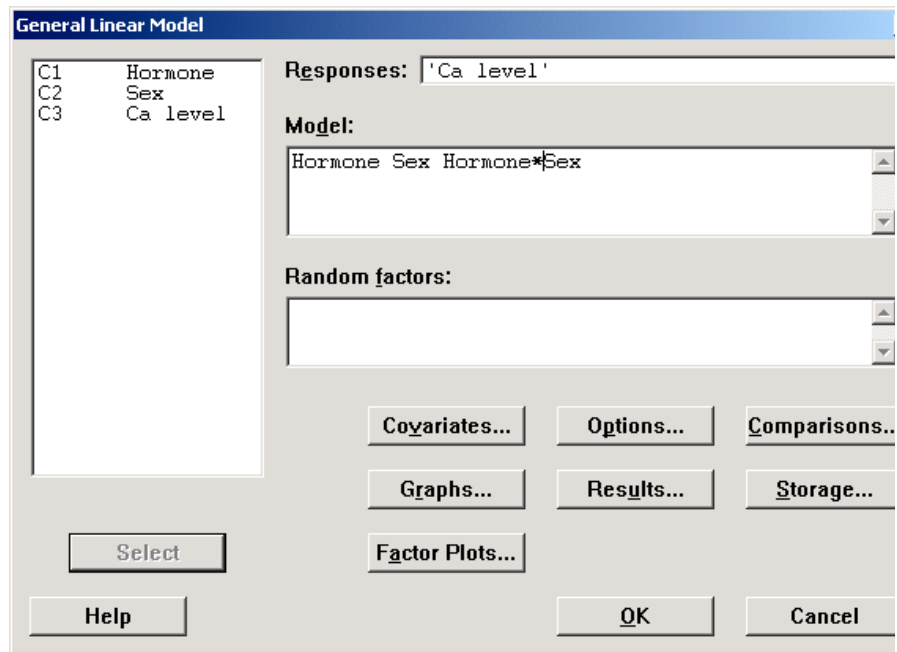 General Linear Model
C1 Hormone
C2 Sex
C3 Ca level
Responses: 'Ca level'
Model:
Hormone Sex Hormone*Sex
Random factors:
Covariates... Options... Comparisons..
Graphs... Results... Storage...
Select Factor Plots...
Help OK Cancel